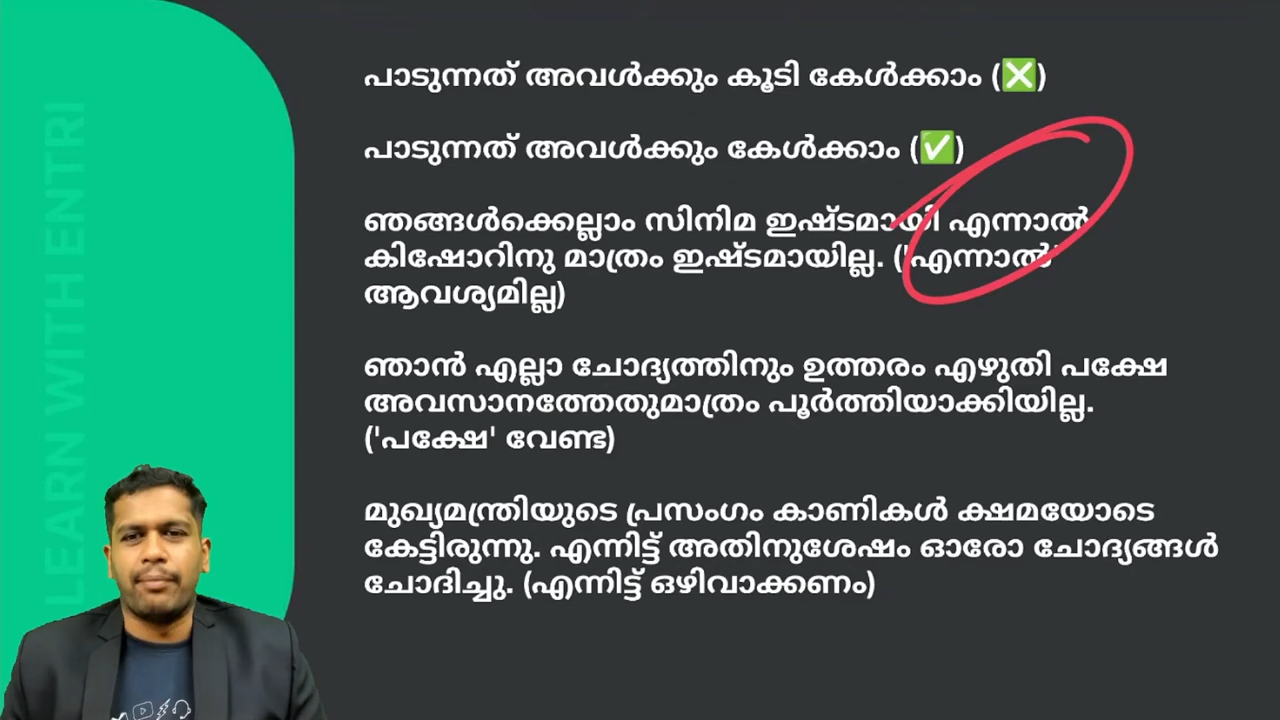 LEARN WITH ENTRI
പാടുന്നത് അവൾക്കും കൂടി കേൾക്കാം (❎)
പാടുന്നത് അവൾക്കും കേൾക്കാം (✅)
ഞങ്ങൾക്കെല്ലാം സിനിമ ഇഷ്ടമായി എന്നാൽ
കിഷോറിനു മാത്രം ഇഷ്ടമായില്ല. ('എന്നാൽ'
ആവശ്യമില്ല)
ഞാൻ എല്ലാ ചോദ്യത്തിനും ഉത്തരം എഴുതി പക്ഷേ
അവസാനത്തേതുമാത്രം പൂർത്തിയാക്കിയില്ല.
('പക്ഷേ' വേണ്ട)
മുഖ്യമന്ത്രിയുടെ പ്രസംഗം കാണികൾ ക്ഷമയോടെ
കേട്ടിരുന്നു. എന്നിട്ട് അതിനുശേഷം ഓരോ ചോദ്യങ്ങൾ
ചോദിച്ചു. (എന്നിട്ട് ഒഴിവാക്കണം)